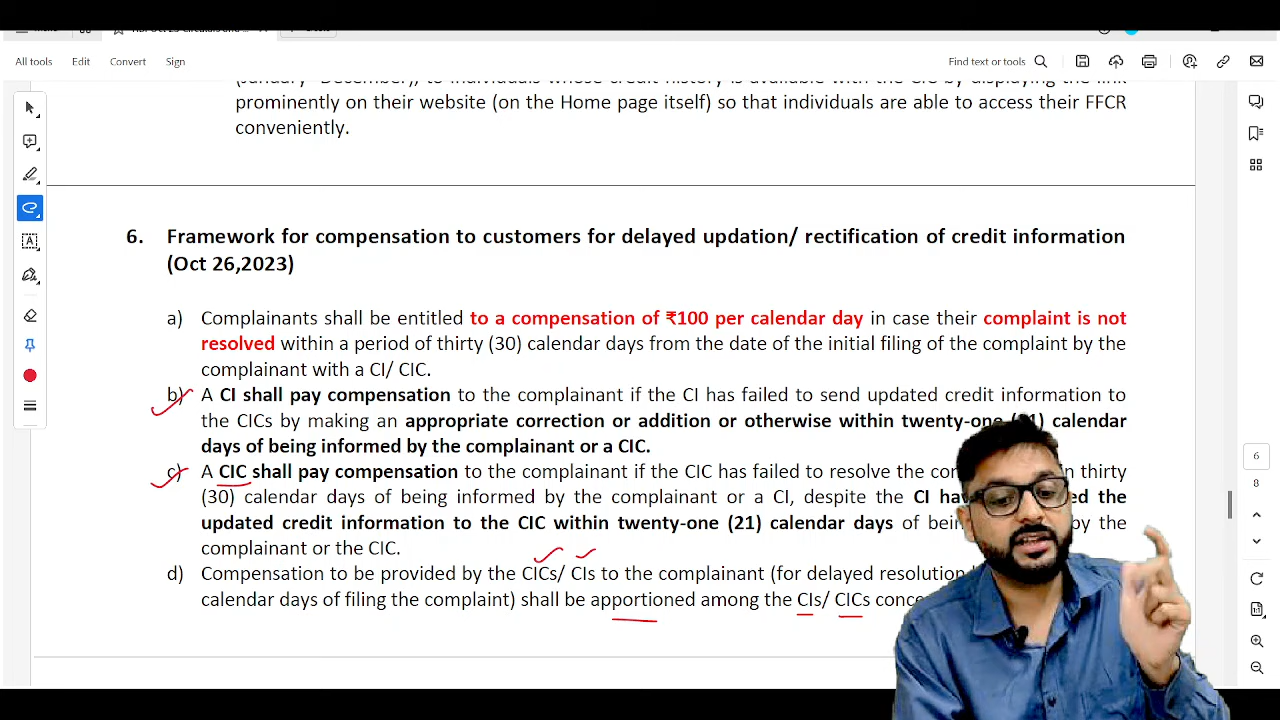 All tools Edit Convert Sign Find text or tools
prominently on their website (on the Home page itself) so that individuals are able to access their FFCR
conveniently.
6. Framework for compensation to customers for delayed updation/ rectification of credit information
(Oct 26,2023)
a) Complainants shall be entitled to a compensation of ₹100 per calendar day in case their complaint is not
resolved within a period of thirty (30) calendar days from the date of the initial filing of the complaint by the
complainant with a CI/ CIC.
b) A CI shall pay compensation to the complainant if the CI has failed to send updated credit information to
the CICs by making an appropriate correction or addition or otherwise within twenty-one (21) calendar
days of being informed by the complainant or a CIC.
c) A CIC shall pay compensation to the complainant if the CIC has failed to resolve the thirty
(30) calendar days of being informed by the complainant or a CI, despite the CI the
updated credit information to the CIC within twenty-one (21) calendar days of by the
complainant or the CIC.
d) Compensation to be provided by the CICs/ CIs to the complainant (for delayed resolution
calendar days of filing the complaint) shall be apportioned among the CIs/ CICs
6
8